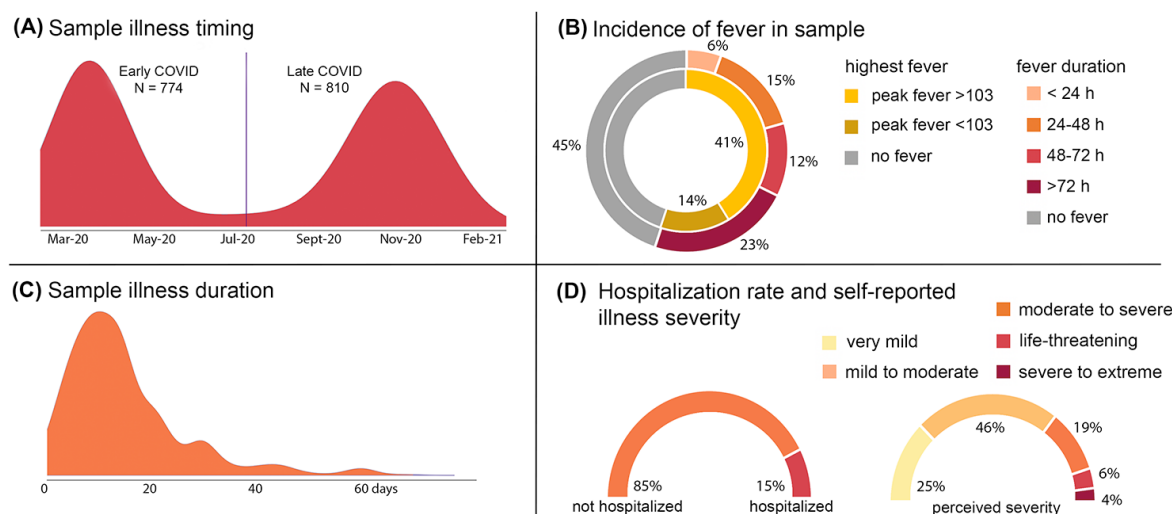 (A) Sample illness timing
Early COVID
N = 774
Late COVID
N = 810
Mar-20 May-20 Jul-20 Sept-20 Nov-20 Feb-21
(B) Incidence of fever in sample
6%
15%
12%
23%
45%
41%
14%
highest fever
peak fever >103
peak fever <103
no fever
fever duration
< 24 h
24-48 h
48-72 h
>72 h
no fever
(C) Sample illness duration
0 20 40 60 days
(D) Hospitalization rate and self-reported
illness severity
very mild
mild to moderate
moderate to severe
life-threatening
severe to extreme
85% 15%
not hospitalized hospitalized
46%
19%
6%
25% 4%
perceived severity